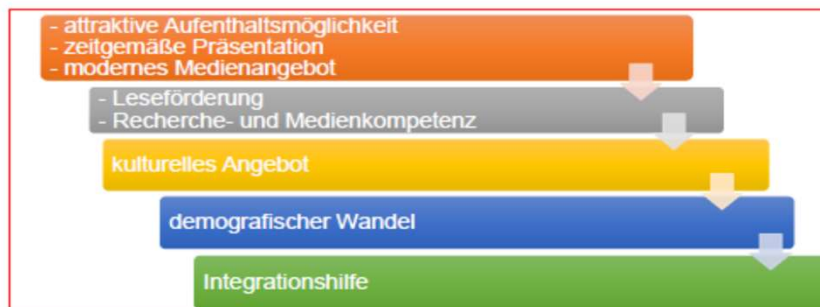 - attraktive Aufenthaltsmöglichkeit
- zeitgemäße Präsentation
- modernes Medienangebot
- Leseförderung
- Recherche- und Medienkompetenz
kulturelles Angebot
demografischer Wandel
Integrationshilfe